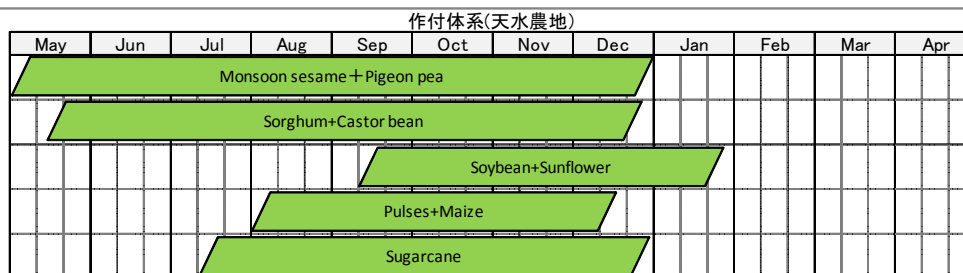 作付体系(天水農地)
May Jun Jul Aug Sep Oct Nov Dec Jan Feb Mar Apr
Monsoon sesame＋Pigeon pea
Sorghum+Castor bean
Soybean+Sunflower
Pulses+Maize
Sugarcane